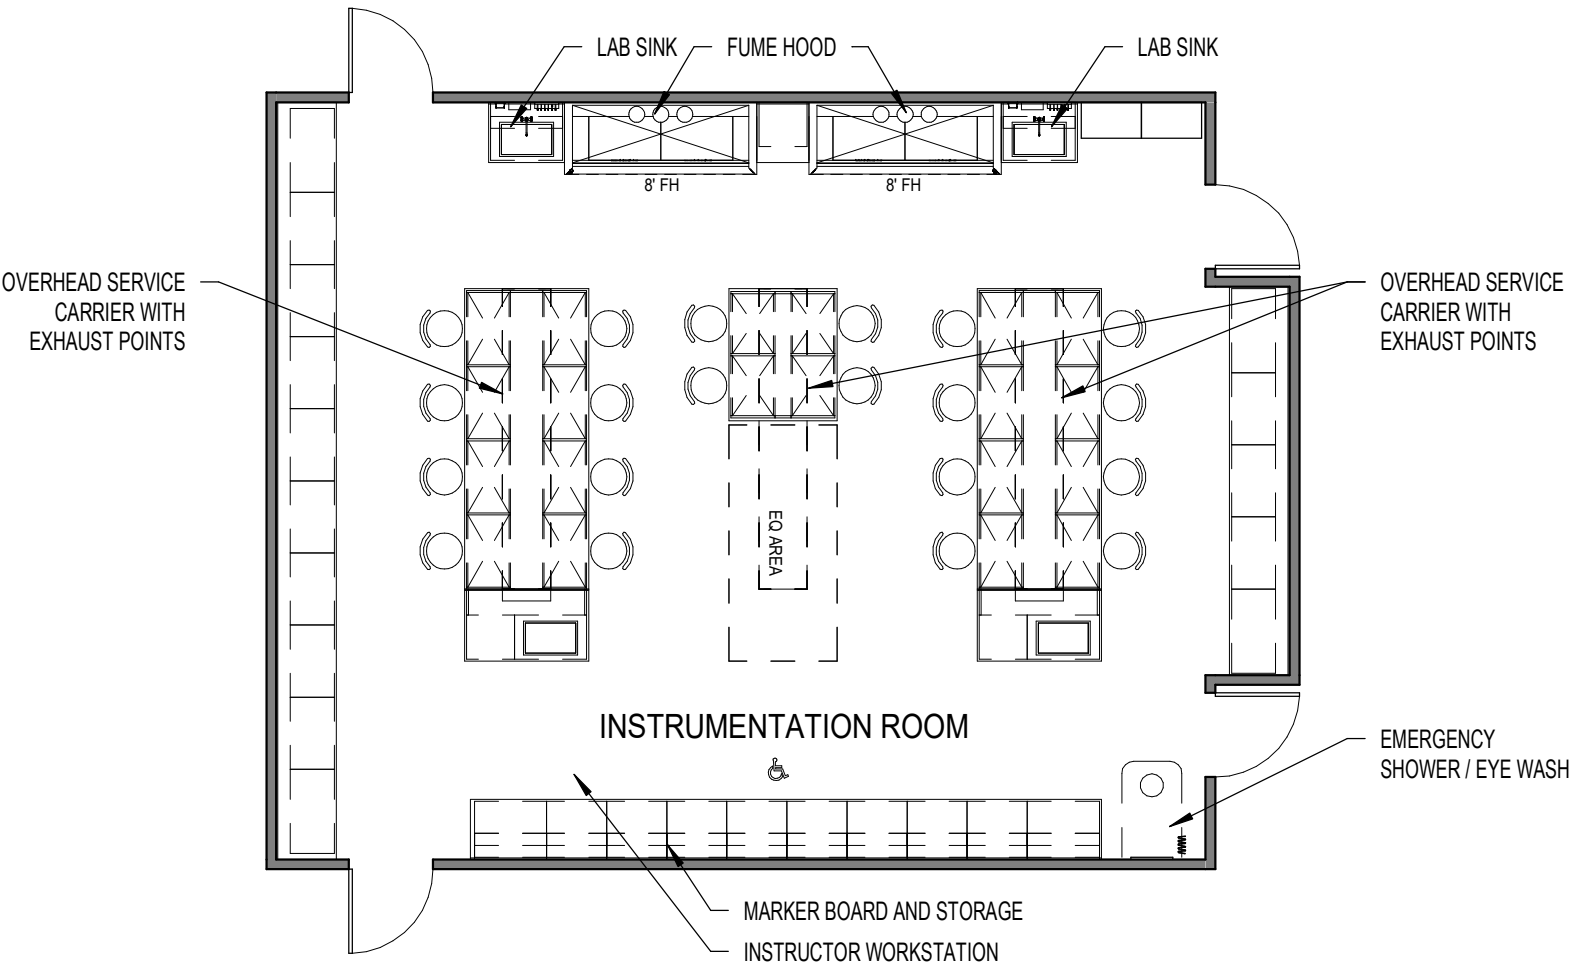 LAB SINK
FUME HOOD
LAB SINK
8' FH
8' FH
OVERHEAD SERVICE
CARRIER WITH
EXHAUST POINTS
OVERHEAD SERVICE
CARRIER WITH
EXHAUST POINTS
EQ AREA
INSTRUMENTATION ROOM
EMERGENCY
SHOWER / EYE WASH
MARKER BOARD AND STORAGE
INSTRUCTOR WORKSTATION